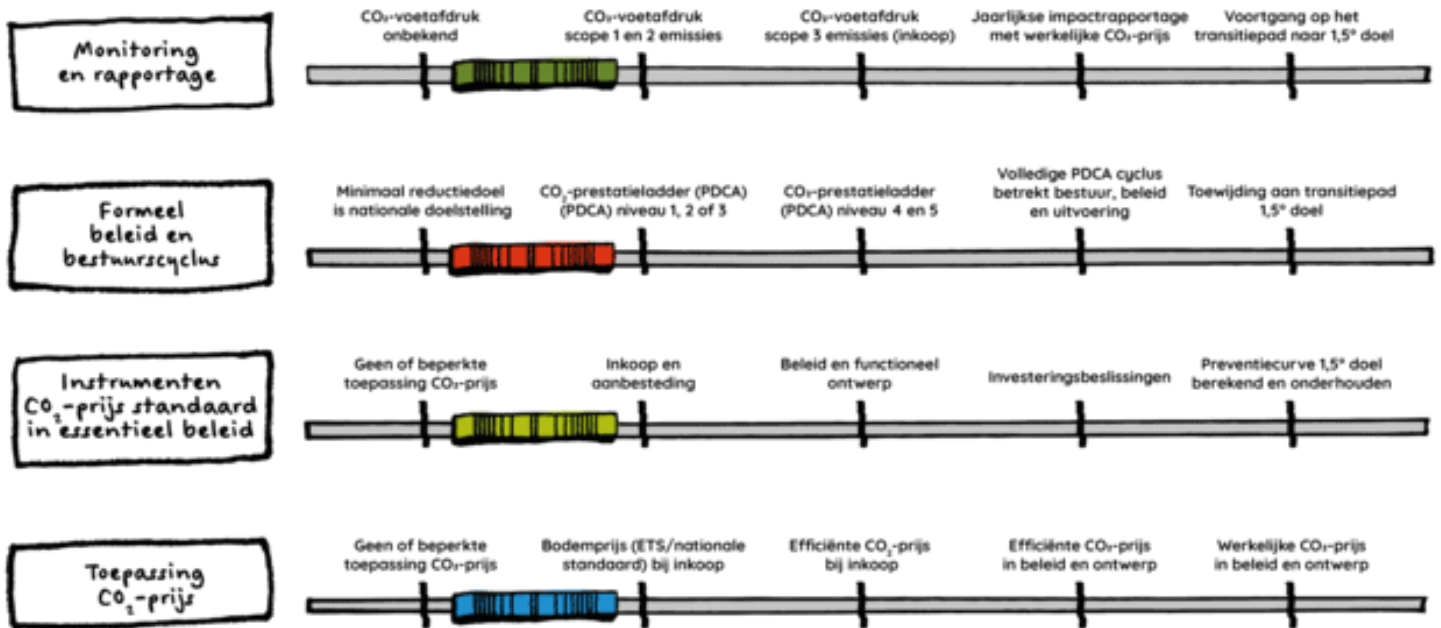 Monitoring
en rapportage
CO₂-voetafdruk
onbekend
CO₂-voetafdruk
scope 1 en 2 emissies
CO₂-voetafdruk
scope 3 emissies (inkoop)
Jaarlijkse impactrapportage
met werkelijke CO₂-prijs
Voortgang op het
transitiepad naar 1,5° doel
Formeel
beleid en
bestuurscyclus
Minimaal reductiedoel
is nationale doelstelling
CO₂-prestatieladder (PDCA)
(PDCA) niveau 1, 2 of 3
CO₂-prestatieladder
(PDCA) niveau 4 en 5
Volledige PDCA cyclus
betrekt bestuur, beleid
en uitvoering
Toewijding aan transitiepad
1,5° doel
Instrumenten
CO₂-prijs standaard
in essentieel beleid
Geen of beperkte
toepassing CO₂-prijs
Inkoop en
aanbesteding
Beleid en functioneel
ontwerp
Investeringsbeslissingen
Preventiecurve 1,5° doel
berekend en onderhouden
Toepassing
CO₂-prijs
Geen of beperkte
toepassing CO₂-prijs
Bodemprijs (ETS/nationale
standaard) bij inkoop
Efficiënte CO₂-prijs
bij inkoop
Efficiënte CO₂-prijs
in beleid en ontwerp
Werkelijke CO₂-prijs
in beleid en ontwerp